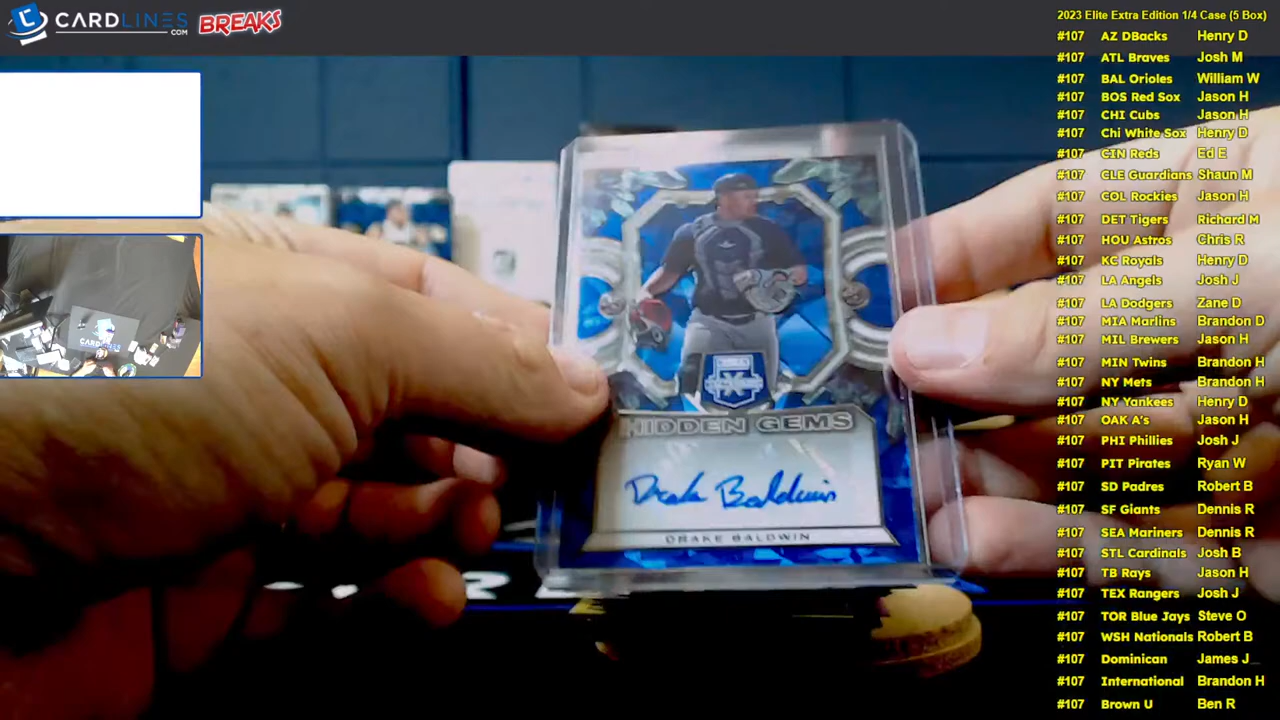 CARDLINES
.COM
BREAKS
2023 Elite Extra Edition 1/4 Case (5 Box)
#107 AZ DBacks Henry D
#107 ATL Braves Josh M
#107 BAL Orioles William W
#107 BOS Red Sox Jason H
#107 CHI Cubs Jason H
#107 Chi White Sox Henry D
#107 CIN Reds Ed E
#107 CLE Guardians Shaun M
#107 COL Rockies Jason H
#107 DET Tigers Richard M
#107 HOU Astros Chris R
#107 KC Royals Henry D
#107 LA Angels Josh J
#107 LA Dodgers Zane D
#107 MIA Marlins Brandon D
#107 MIL Brewers Jason H
#107 MIN Twins Brandon H
#107 NY Mets Brandon H
#107 NY Yankees Henry D
#107 OAK A's Jason H
#107 PHI Phillies Josh J
#107 PIT Pirates Ryan W
#107 SD Padres Robert B
#107 SF Giants Dennis R
#107 SEA Mariners Dennis R
#107 STL Cardinals Josh B
#107 TB Rays Jason H
#107 TEX Rangers Josh J
#107 TOR Blue Jays Steve O
#107 WSH Nationals Robert B
#107 Dominican James J
#107 International Brandon H
#107 Brown U Ben R
HIDDEN GEMS
Drake Baldwin
DRAKE BALDWIN